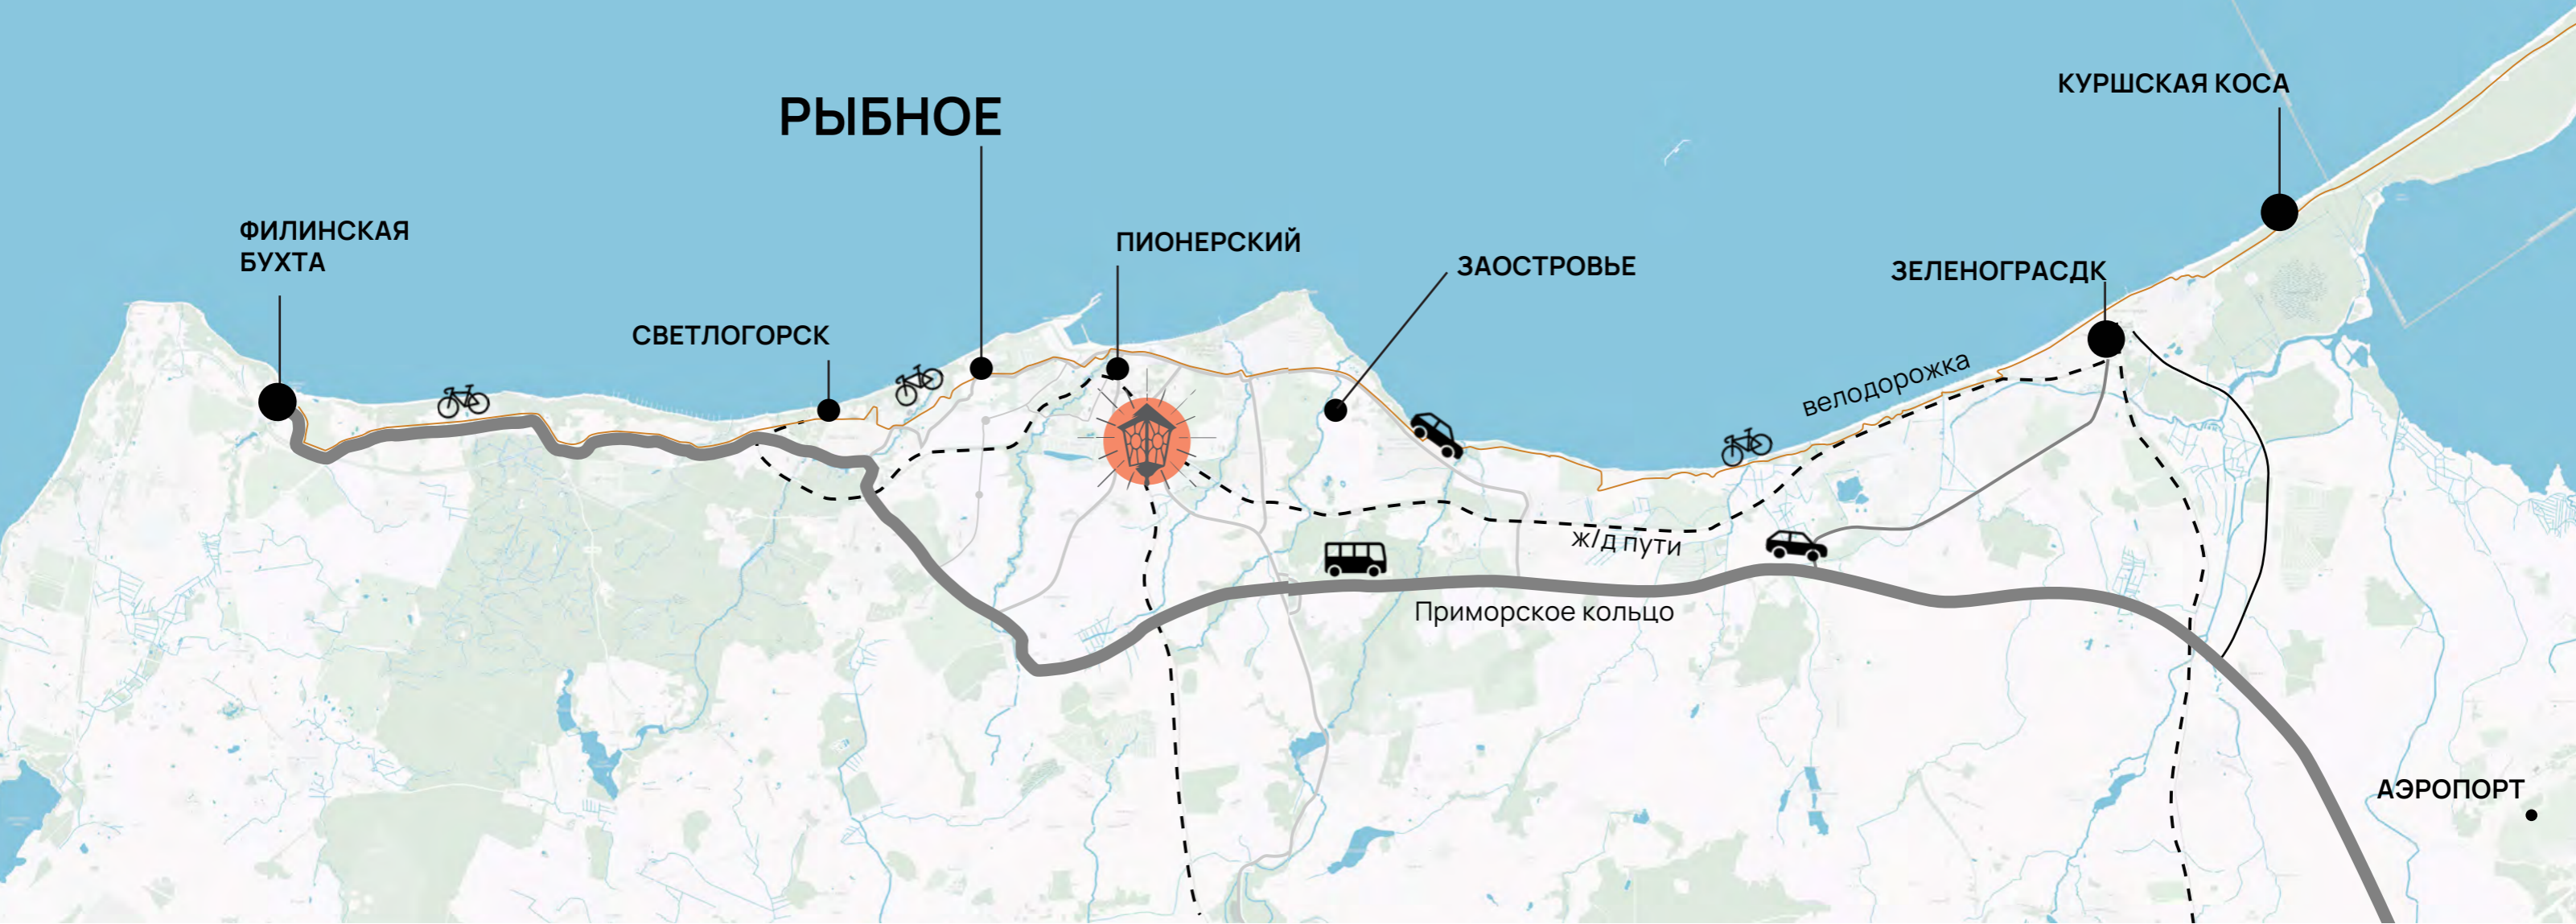 КУРШСКАЯ КОСА
РЫБНОЕ
ФИЛИНСКАЯ
БУХТА
ПИОНЕРСКИЙ
ЗАОСТРОВЬЕ
ЗЕЛЕНОГРАСДК
СВЕТЛОГОРСК
велодорожка
ж/д пути
Приморское кольцо
АЭРОПОРТ